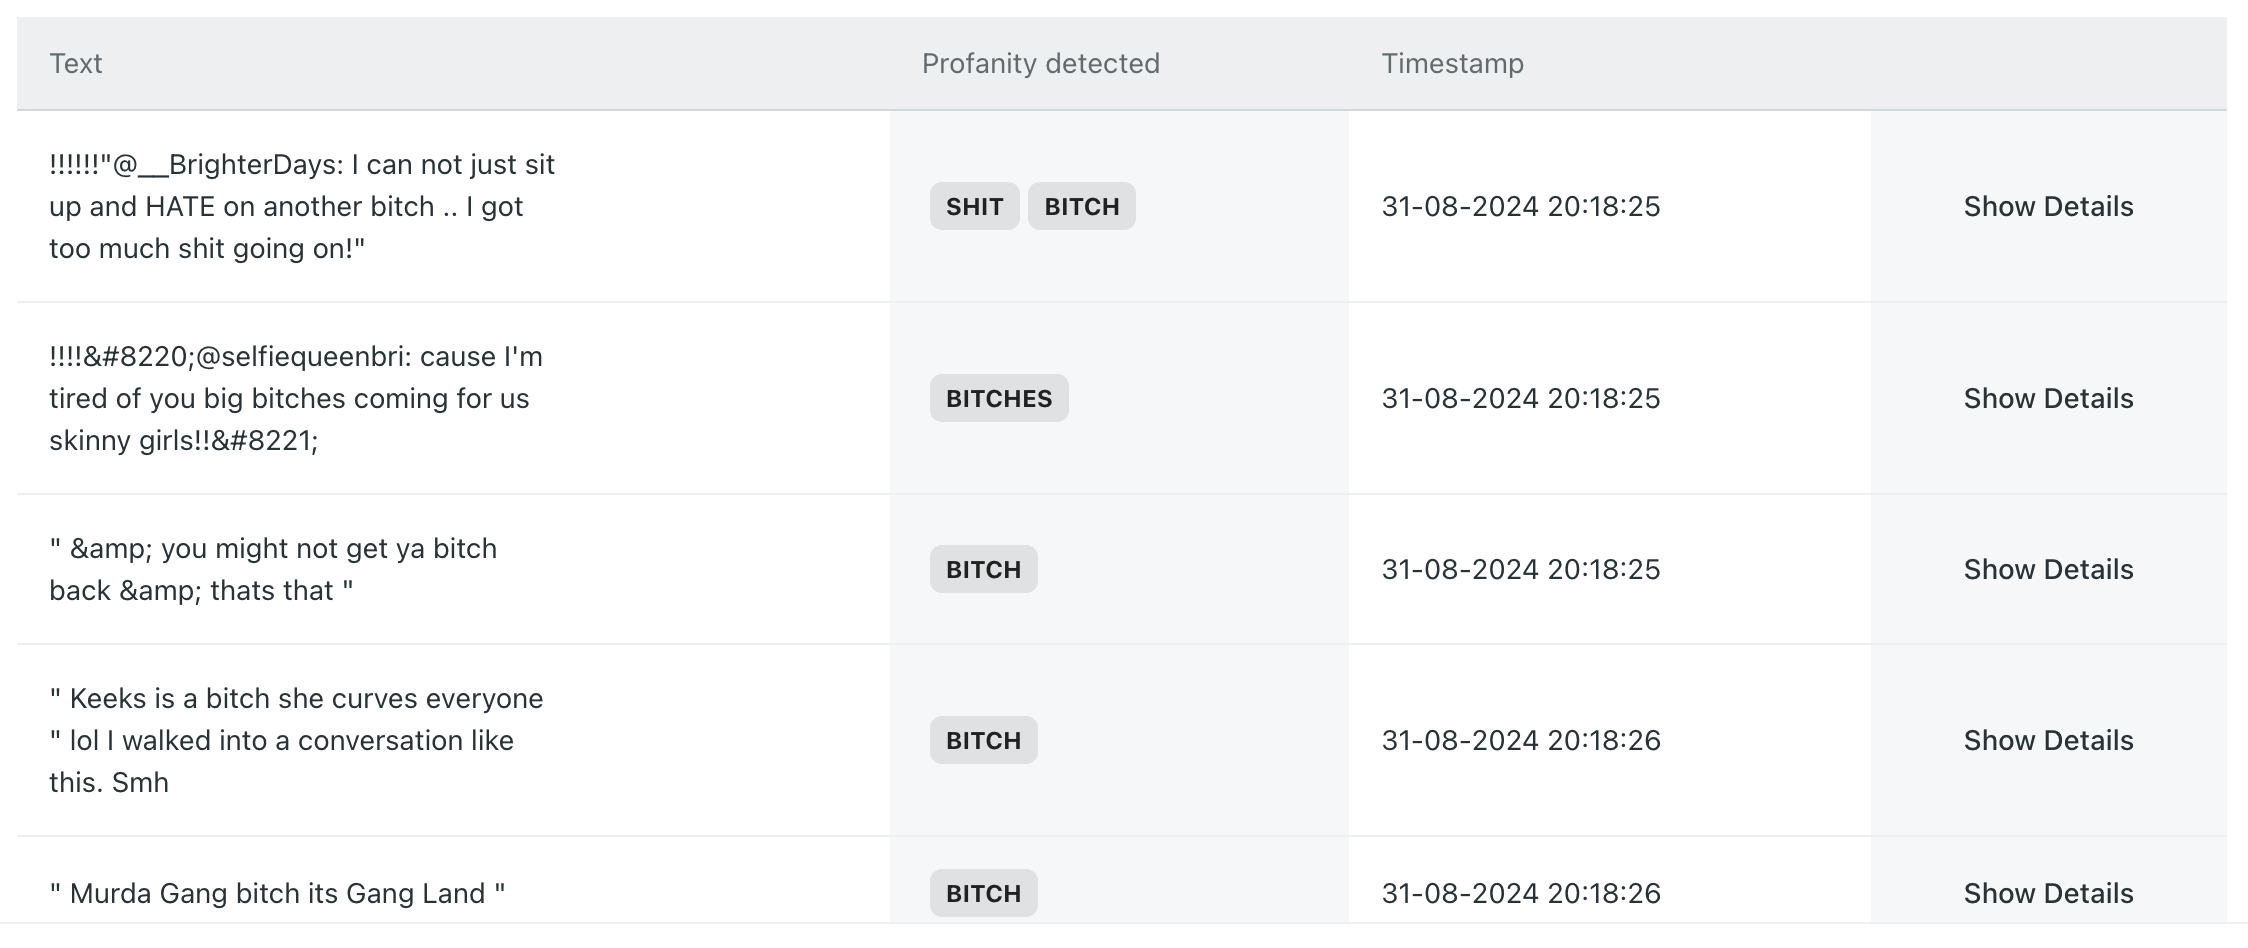 Text Profanity detected Timestamp
!!!!!!"@__BrighterDays: I can not just sit
up and HATE on another bitch .. I got
too much shit going on!"
SHIT BITCH
31-08-2024 20:18:25
Show Details
!!!!&#8220;@selfiequeenbri: cause I'm
tired of you big bitches coming for us
skinny girls!!&#8221;
BITCHES
31-08-2024 20:18:25
Show Details
" &amp; you might not get ya bitch
back &amp; thats that "
BITCH
31-08-2024 20:18:25
Show Details
" Keeks is a bitch she curves everyone
" lol I walked into a conversation like
this. Smh
BITCH
31-08-2024 20:18:26
Show Details
" Murda Gang bitch its Gang Land "
BITCH
31-08-2024 20:18:26
Show Details